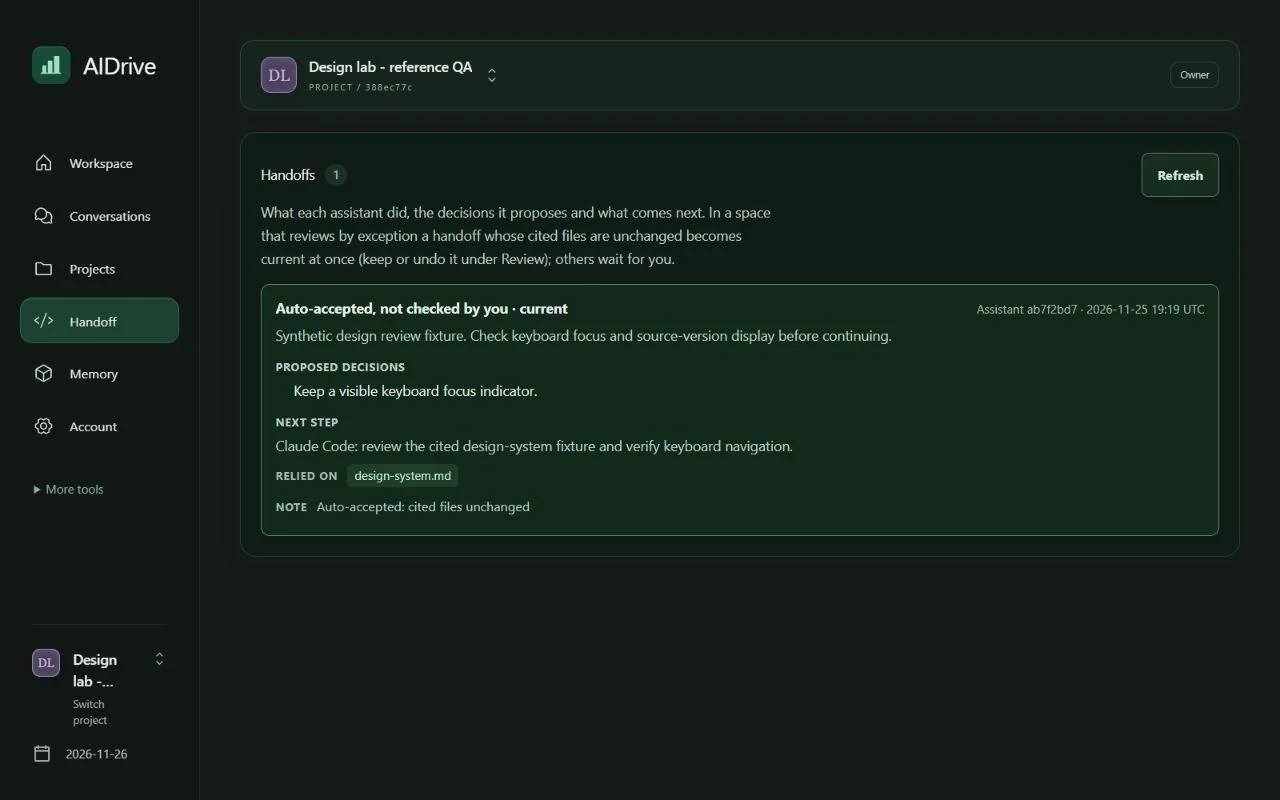 AIDrive
Workspace
Conversations
Projects
Handoff
Memory
Account
More tools
DL
Design
lab -...
Switch
project
2026-11-26
DL
Design lab - reference QA
PROJECT / 388ec77c
Owner
Handoffs 1
Refresh
What each assistant did, the decisions it proposes and what comes next. In a space
that reviews by exception a handoff whose cited files are unchanged becomes
current at once (keep or undo it under Review); others wait for you.
Auto-accepted, not checked by you · current
Assistant ab7f2bd7 · 2026-11-25 19:19 UTC
Synthetic design review fixture. Check keyboard focus and source-version display before continuing.
PROPOSED DECISIONS
Keep a visible keyboard focus indicator.
NEXT STEP
Claude Code: review the cited design-system fixture and verify keyboard navigation.
RELIED ON design-system.md
NOTE Auto-accepted: cited files unchanged